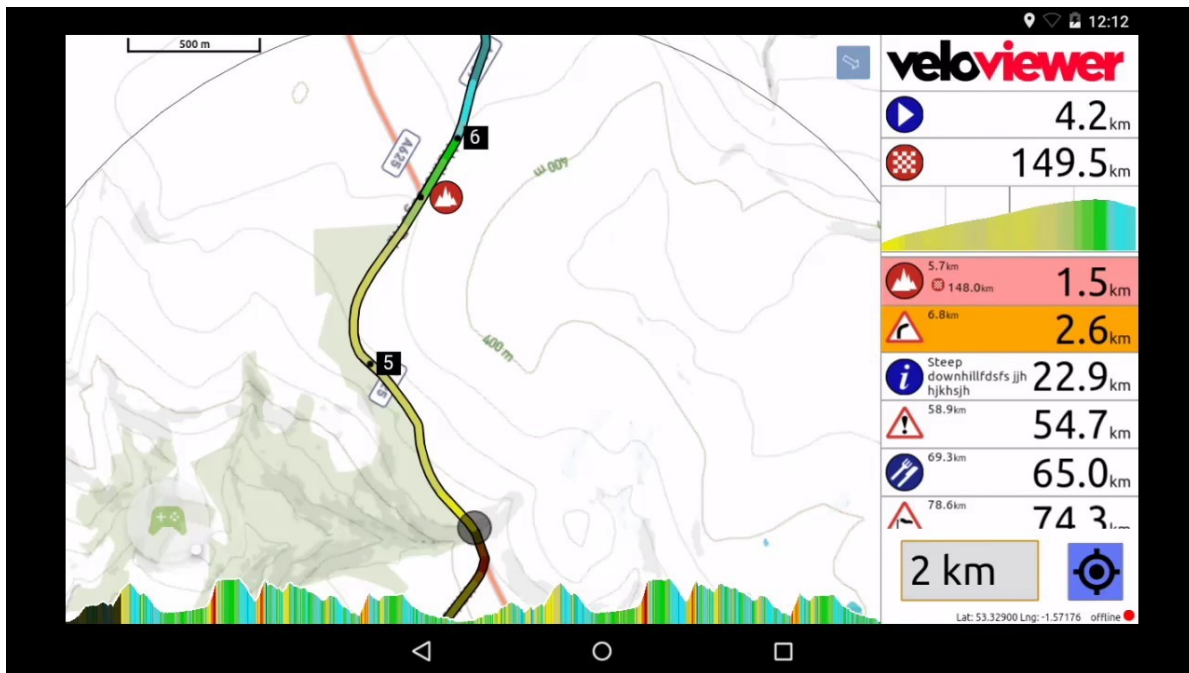 12:12
500 m
veloviewer
4.2km
149.5km
6
A625
400 m
5.7km
148.0km
1.5km
6.8km
2.6km
400 m
5
Steep
downhillfdsfs jjh
hjkhsjh
22.9km
58.9km
54.7km
69.3km
65.0km
78.6km
74.3km
2 km
Lat: 53.32900 Lng: -1.57176 offline